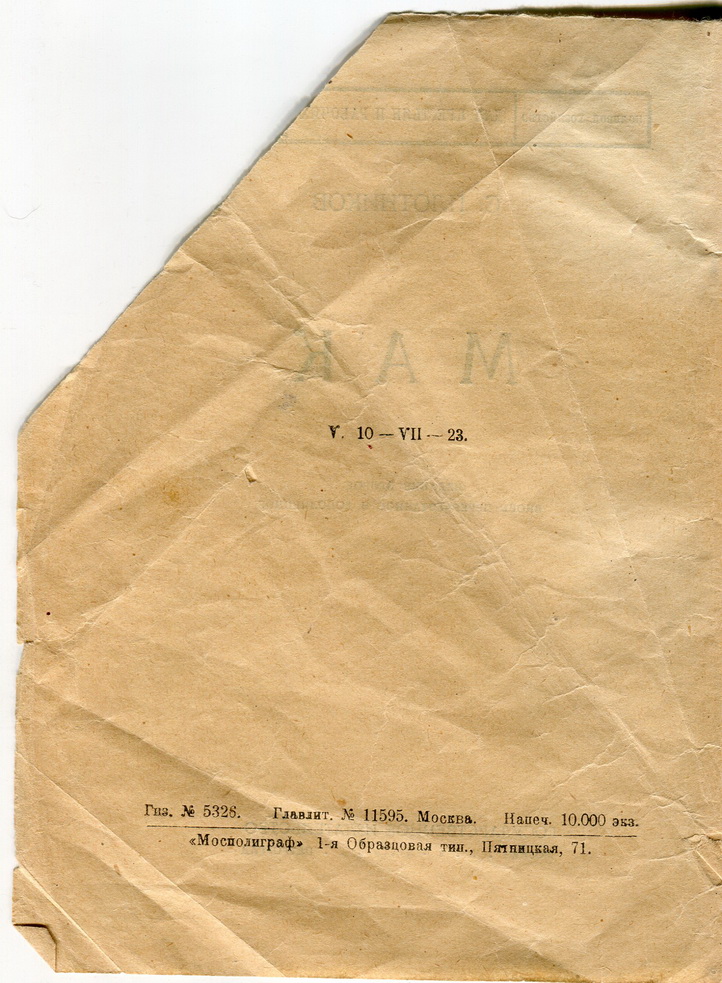 V. 10 — VII — 23.
Гиз. № 5326. Главлит. № 11595. Москва. Напеч. 10.000 экз.
«Мосполиграф» 1-я Образцовая тип., Пятницкая, 71.